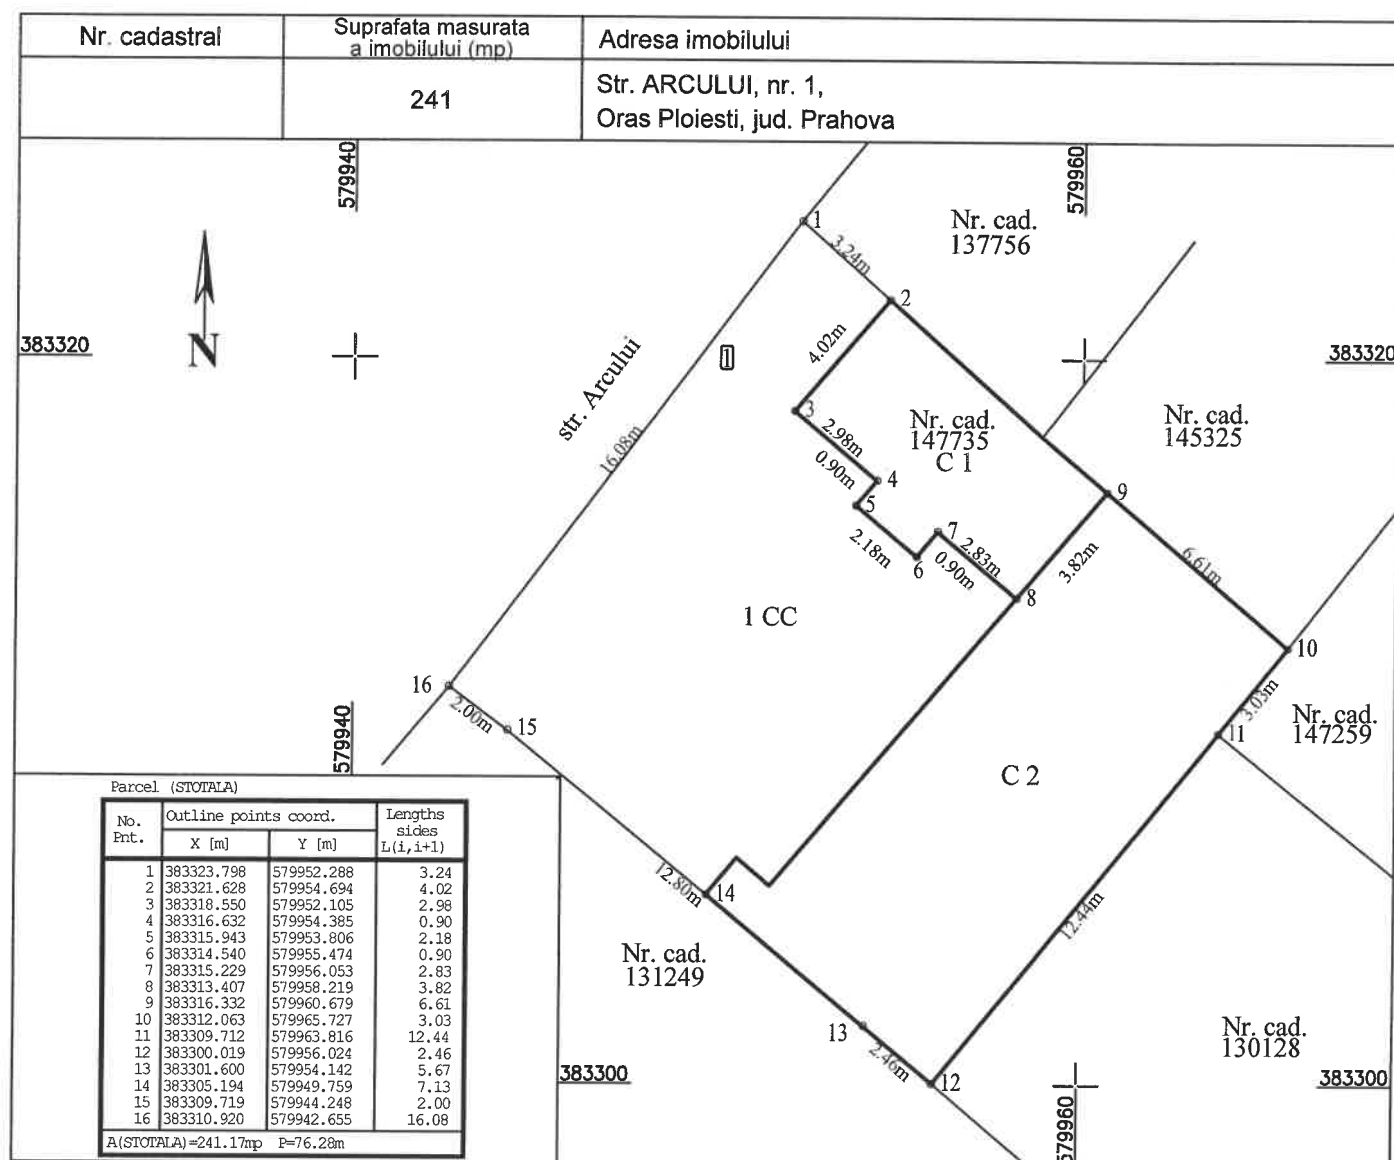 Nr. cadastral
Suprafata masurata
a imobilului (mp)
Adresa imobilului
241
Str. ARCULUI, nr. 1,
Oras Ploiesti, jud. Prahova
579940
579960
1
3.24m
Nr. cad.
137756
2
N
383320
383320
str. Arcului
1
4.02m
3
Nr. cad.
147735
C 1
Nr. cad.
145325
16.08m
2.98m
0.90m
4
5
9
2.18m
6
7
2.83m
0.90m
3.82m
6.61m
8
1 CC
10
16
2.00m
15
579940
3.03m
11
Nr. cad.
147259
C 2
12.80m
14
12.44m
Nr. cad.
131249
13
2.46m
12
Nr. cad.
130128
383300
383300
579960
Parcel (STOTALA)
No. Pnt.
Outline points coord.
Lengths sides L(i,i+1)
X [m] Y [m]
1 383323.798 579952.288 3.24
2 383321.628 579954.694 4.02
3 383318.550 579952.105 2.98
4 383316.632 579954.385 0.90
5 383315.943 579953.806 2.18
6 383314.540 579955.474 0.90
7 383315.229 579956.053 2.83
8 383313.407 579958.219 3.82
9 383316.332 579960.679 6.61
10 383312.063 579965.727 3.03
11 383309.712 579963.816 12.44
12 383300.019 579956.024 2.46
13 383301.600 579954.142 5.67
14 383305.194 579949.759 7.13
15 383309.719 579944.248 2.00
16 383310.920 579942.655 16.08
A(STOTALA)=241.17mp P=76.28m